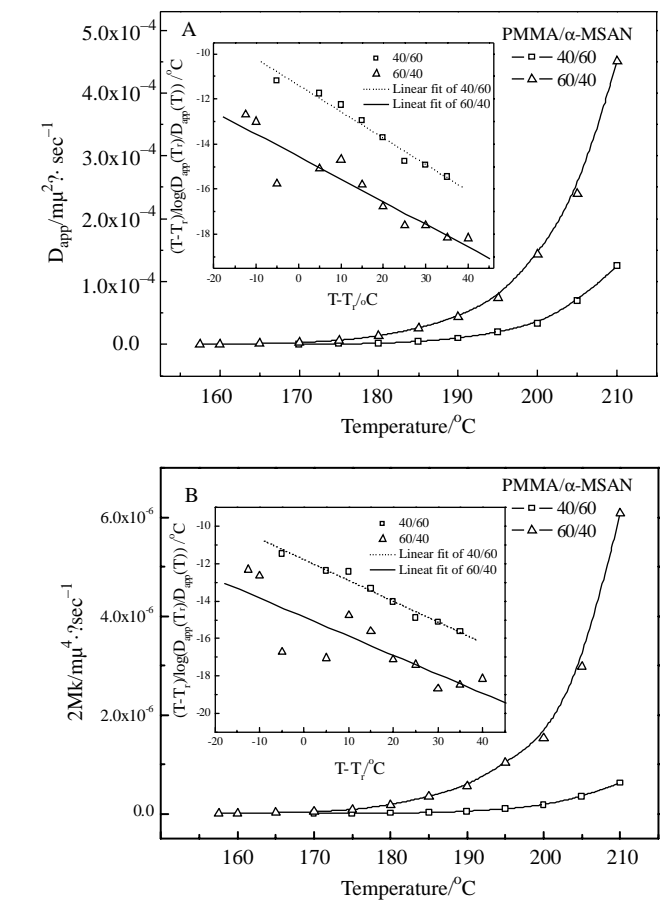 A
PMMA/α-MSAN
40/60
60/40
5.0x10⁻⁴
4.0x10⁻⁴
3.0x10⁻⁴
2.0x10⁻⁴
1.0x10⁻⁴
0.0
D_app/mμ²?· sec⁻¹
160 170 180 190 200 210
Temperature/°C
-10
-12
-14
-16
-18
(T-Tr)/log(D_app(Tr)/D_app(T)) /°C
40/60
60/40
Linear fit of 40/60
Lineat fit of 60/40
-20 -10 0 10 20 30 40
T-Tr/°C
B
PMMA/α-MSAN
40/60
60/40
6.0x10⁻⁶
4.0x10⁻⁶
2.0x10⁻⁶
0.0
2Mk/mμ⁴·?sec⁻¹
160 170 180 190 200 210
Temperature/°C
-10
-12
-14
-16
-18
-20
(T-Tr)/log(D_app(Tr)/D_app(T)) /°C
40/60
60/40
Linear fit of 40/60
Lineat fit of 60/40
-20 -10 0 10 20 30 40
T-Tr/°C